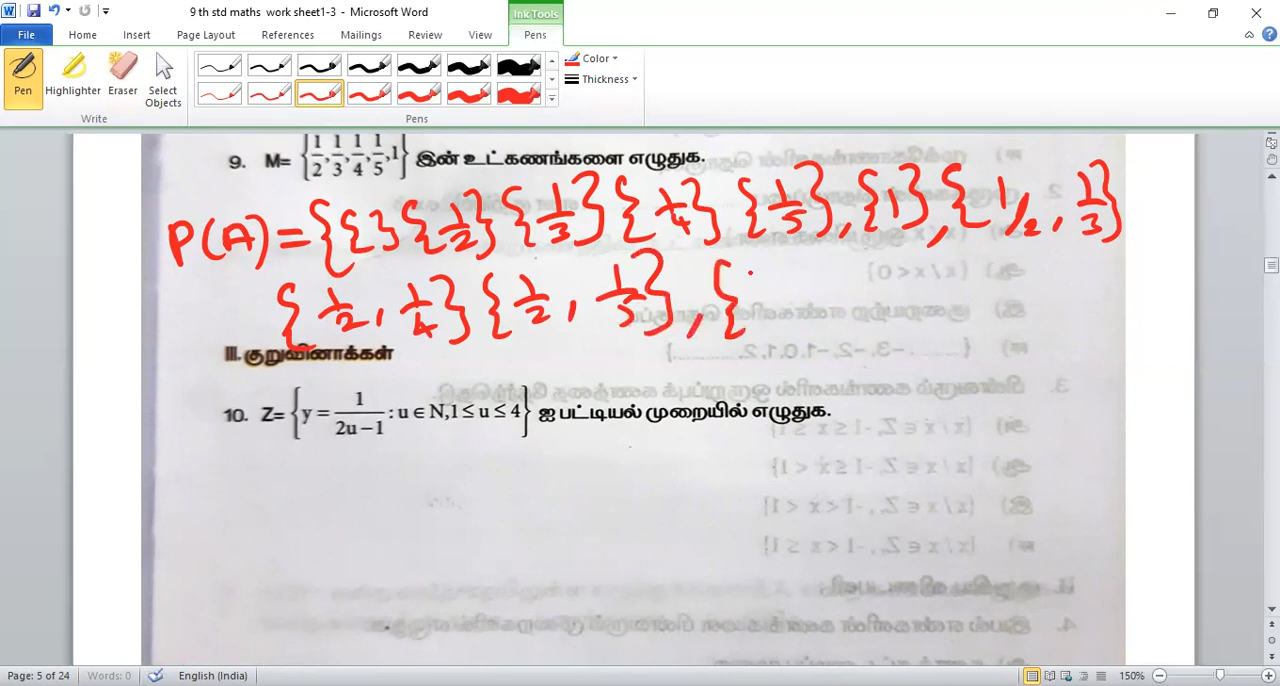 9 th std maths work sheet1-3 - Microsoft Word
Ink Tools
File Home Insert Page Layout References Mailings Review View Pens
Pen Highlighter Eraser Select Objects
Color
Thickness
Write Pens
9. M= {1/2, 1/3, 1/4, 1/5, 1} இன் உட்கணங்களை எழுதுக.
P(A) = {{ } {1/2} {1/3} {1/4} {1/5}, {1}, {1/2, 1/3}
{1/2, 1/4} {1/2, 1/5}, {
III. குறுவினாக்கள்
10. Z= {y = 1/(2u−1) : u ∈ N, 1 ≤ u ≤ 4} ஐ பட்டியல் முறையில் எழுதுக.
Page: 5 of 24 Words: 0 English (India) 150%